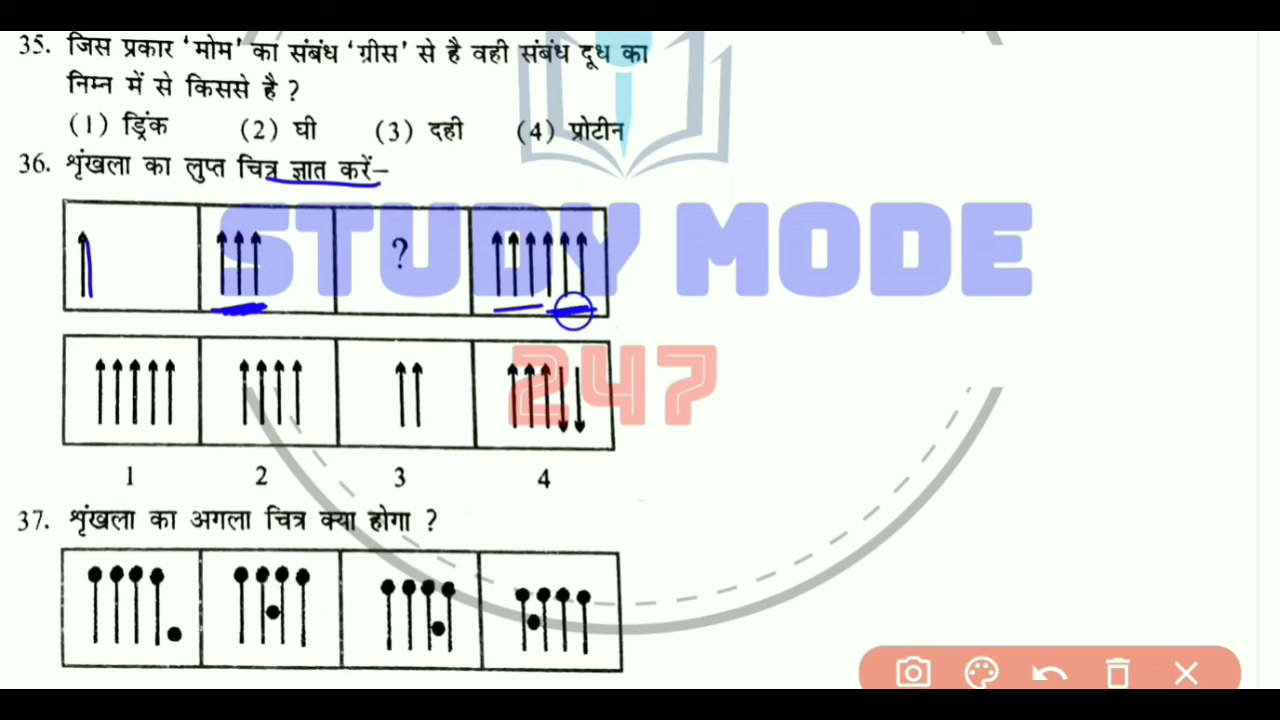 35. जिस प्रकार ‘मोम’ का संबंध ‘ग्रीस’ से है वही संबंध दूध का
निम्न में से किससे है ?
(1) ड्रिंक (2) घी (3) दही (4) प्रोटीन
36. शृंखला का लुप्त चित्र ज्ञात करें–
?
1 2 3 4
37. शृंखला का अगला चित्र क्या होगा ?
STUDY MODE
247